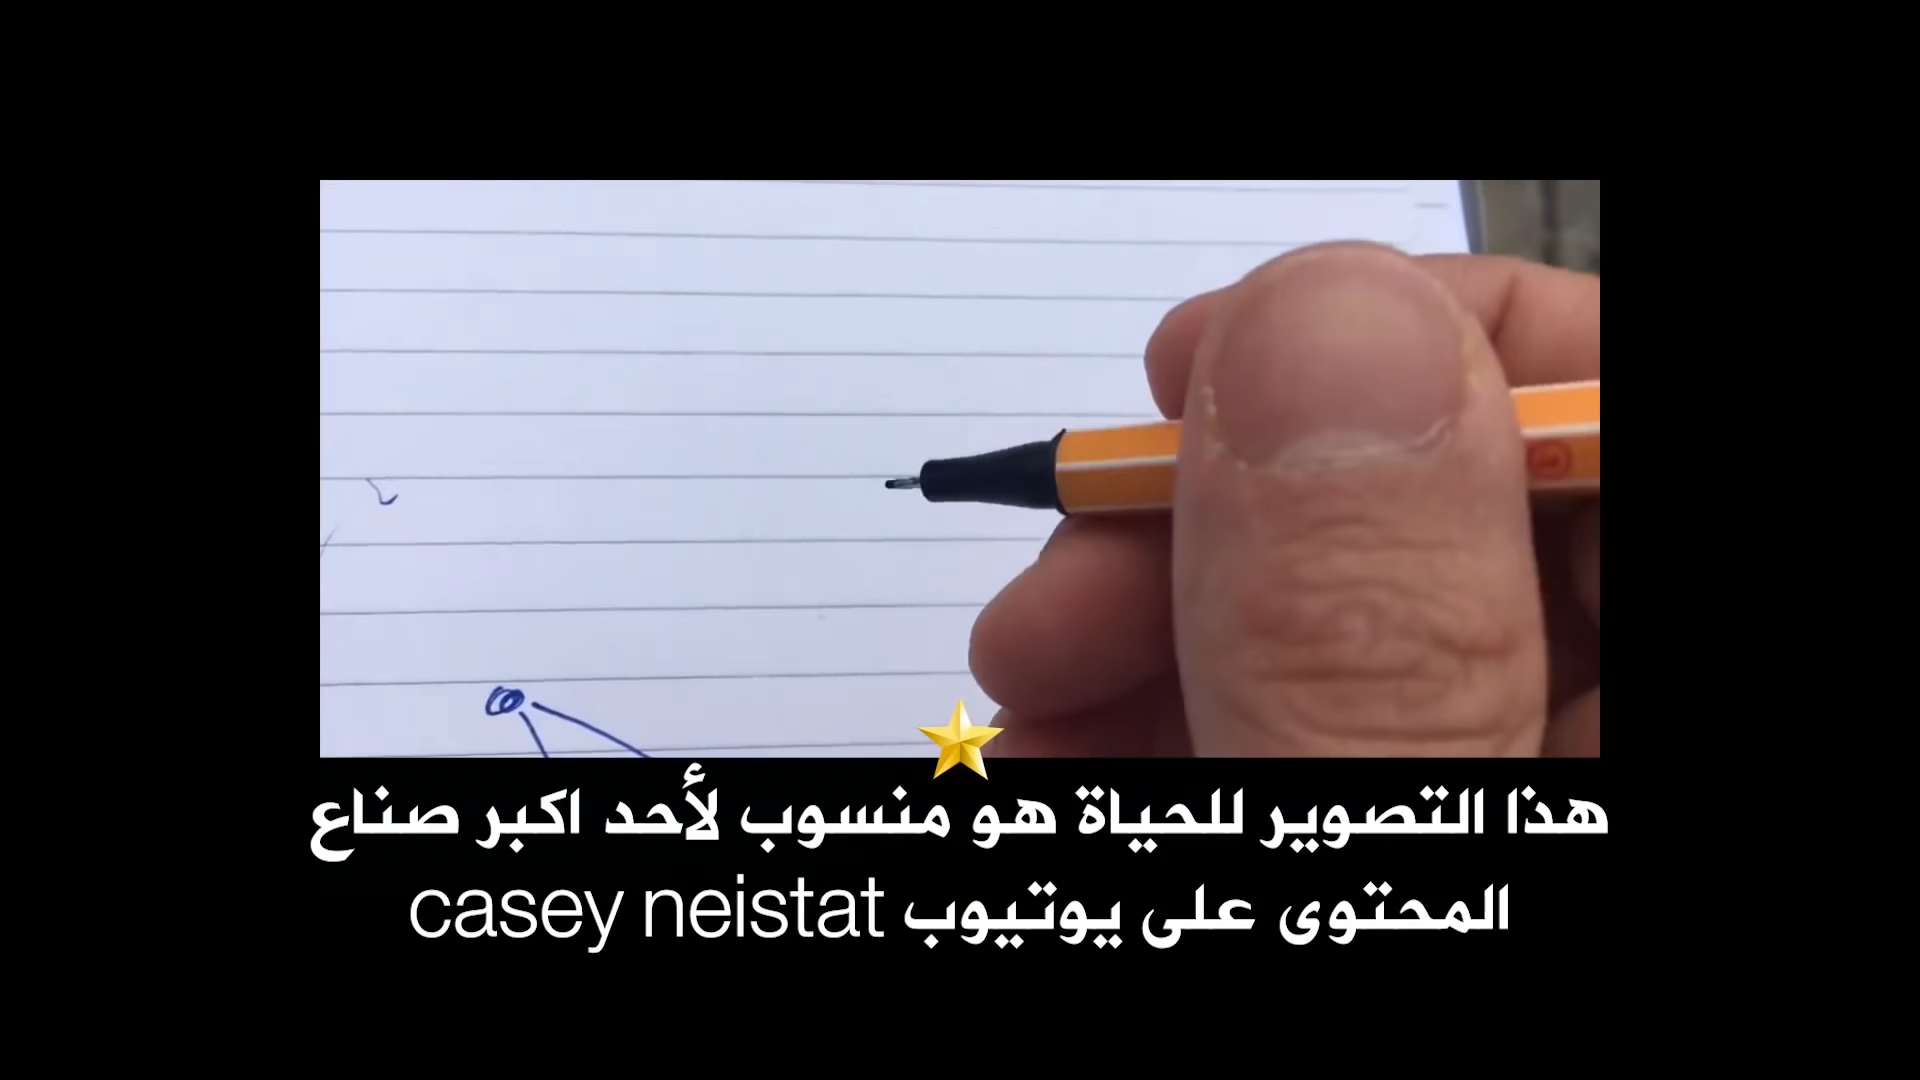 هذا التصوير للحياة هو منسوب لأحد اكبر صناع
المحتوى على يوتيوب casey neistat